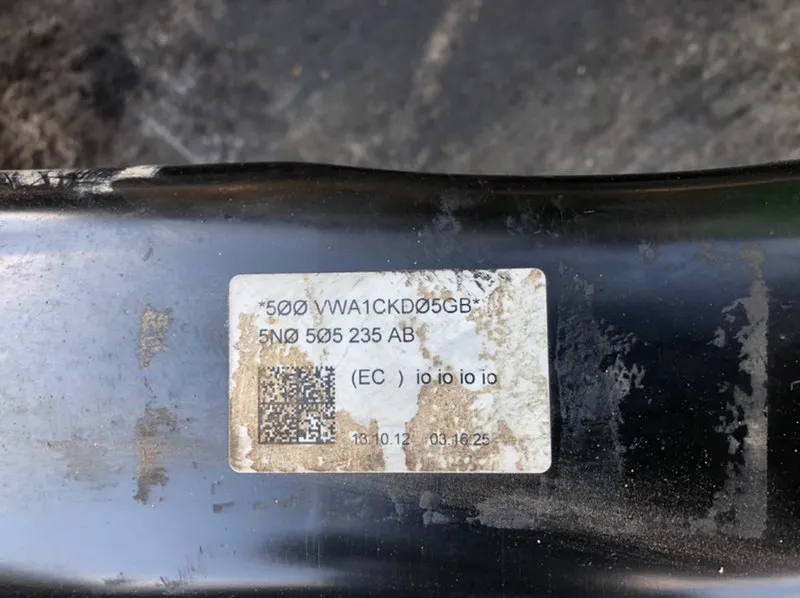 *5ØØ VWA1CKDØ5GB*
5NØ 5Ø5 235 AB
(EC ) io io io io
13.10.12 03.16.25